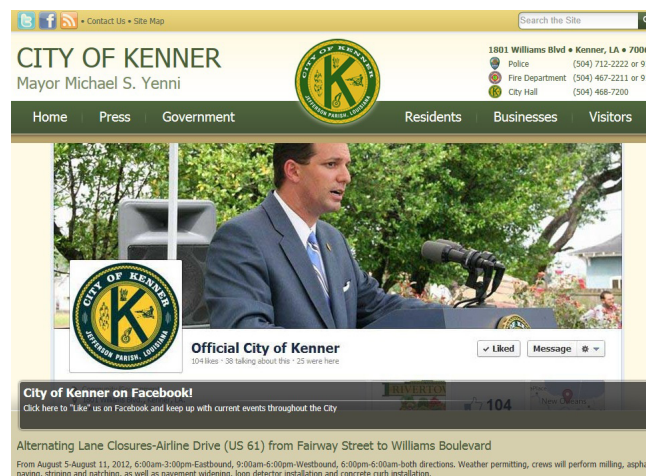 • Contact Us • Site Map
Search the Site
CITY OF KENNER
Mayor Michael S. Yenni
CITY OF KENNER
K
JEFFERSON PARISH, LOUISIANA
1801 Williams Blvd • Kenner, LA • 7006
Police (504) 712-2222 or 9
Fire Department (504) 467-2211 or 9
City Hall (504) 468-7200
Home Press Government Residents Businesses Visitors
CITY OF KENNER
K
JEFFERSON PARISH, LOUISIANA
Official City of Kenner
104 likes · 38 talking about this · 25 were here
Liked Message
RIVERTOW
104
New Orleans
City of Kenner on Facebook!
Click here to "Like" us on Facebook and keep up with current events throughout the City
Alternating Lane Closures-Airline Drive (US 61) from Fairway Street to Williams Boulevard
From August 5-August 11, 2012, 6:00am-3:00pm-Eastbound, 9:00am-6:00pm-Westbound, 6:00pm-6:00am-both directions. Weather permitting, crews will perform milling, aspha
paving, striping and patching, as well as pavement widening, loop detector installation and concrete curb installation.